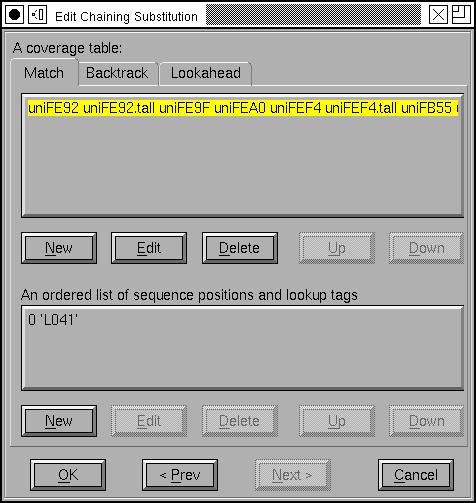 Edit Chaining Substitution
A coverage table:
Match Backtrack Lookahead
uniFE92 uniFE92.tall uniFE9F uniFEA0 uniFEF4 uniFEF4.tall uniFB55
New Edit Delete Up Down
An ordered list of sequence positions and lookup tags
0 'L041'
New Edit Delete Up Down
OK < Prev Next > Cancel